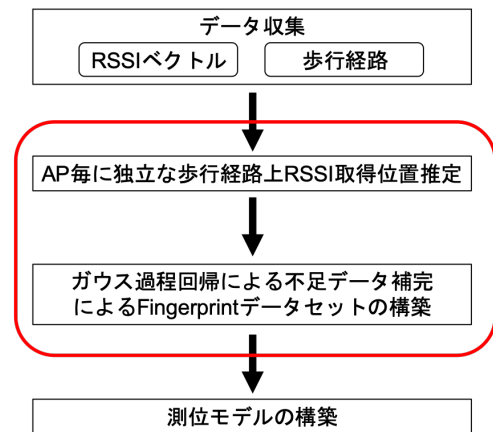 データ収集
RSSIベクトル
歩行経路
AP毎に独立な歩行経路上RSSI取得位置推定
ガウス過程回帰による不足データ補完
によるFingerprintデータセットの構築
測位モデルの構築